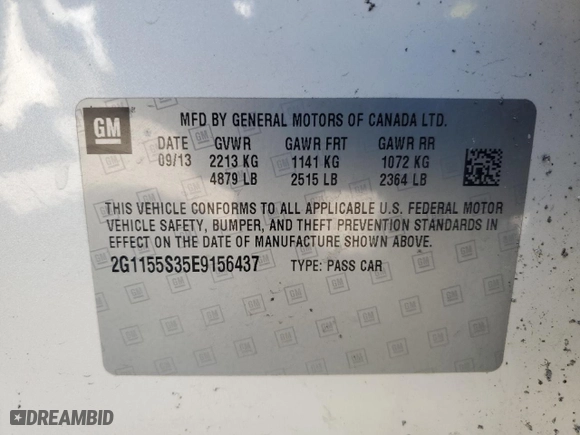 GM
MFD BY GENERAL MOTORS OF CANADA LTD.
DATE GVWR GAWR FRT GAWR RR
09/13 2213 KG 1141 KG 1072 KG
4879 LB 2515 LB 2364 LB
THIS VEHICLE CONFORMS TO ALL APPLICABLE U.S. FEDERAL MOTOR
VEHICLE SAFETY, BUMPER, AND THEFT PREVENTION STANDARDS IN
EFFECT ON THE DATE OF MANUFACTURE SHOWN ABOVE.
2G1155S35E9156437 TYPE: PASS CAR
DREAMBID